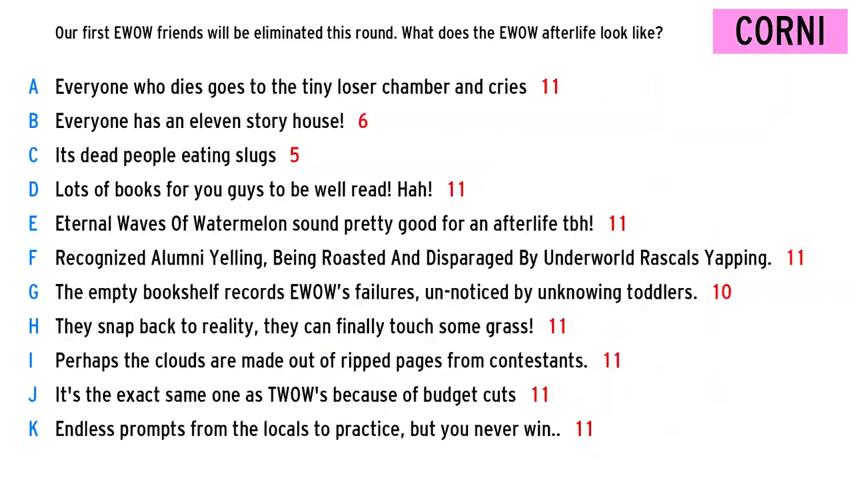 Our first EWOW friends will be eliminated this round. What does the EWOW afterlife look like?
CORNI
A Everyone who dies goes to the tiny loser chamber and cries 11
B Everyone has an eleven story house! 6
C Its dead people eating slugs 5
D Lots of books for you guys to be well read! Hah! 11
E Eternal Waves Of Watermelon sound pretty good for an afterlife tbh! 11
F Recognized Alumni Yelling, Being Roasted And Disparaged By Underworld Rascals Yapping. 11
G The empty bookshelf records EWOW's failures, un-noticed by unknowing toddlers. 10
H They snap back to reality, they can finally touch some grass! 11
I Perhaps the clouds are made out of ripped pages from contestants. 11
J It's the exact same one as TWOW's because of budget cuts 11
K Endless prompts from the locals to practice, but you never win.. 11